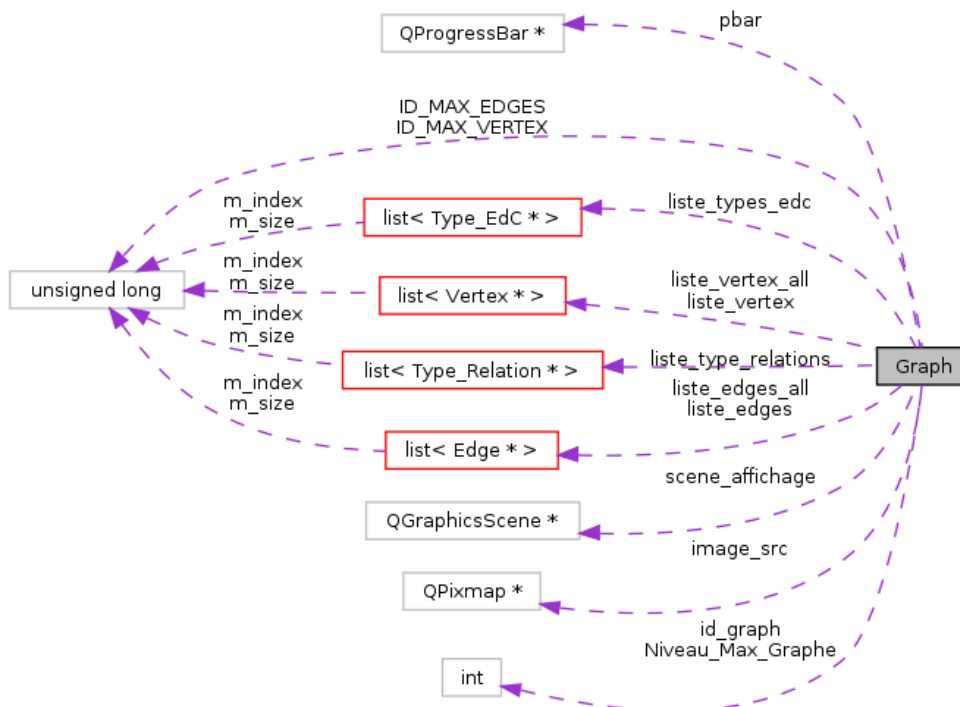 pbar
QProgressBar *
ID_MAX_EDGES
ID_MAX_VERTEX
m_index
m_size
list< Type_EdC * >
liste_types_edc
m_index
m_size
unsigned long
list< Vertex * >
liste_vertex_all
liste_vertex
m_index
m_size
list< Type_Relation * >
liste_type_relations
Graph
m_index
m_size
liste_edges_all
liste_edges
list< Edge * >
scene_affichage
QGraphicsScene *
image_src
QPixmap *
id_graph
Niveau_Max_Graphe
int